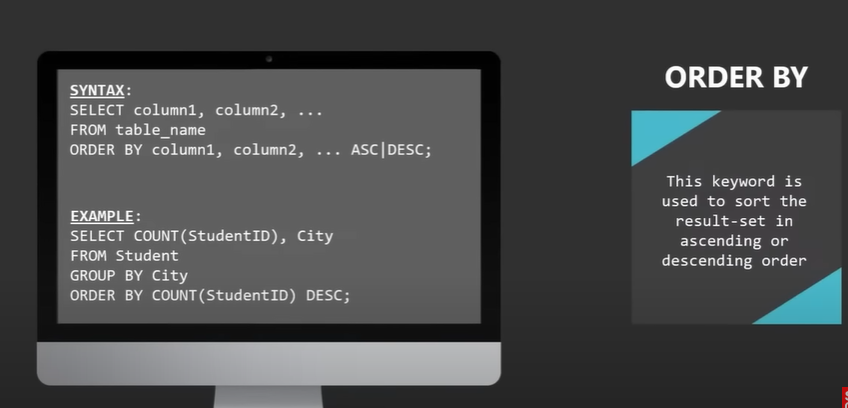 SYNTAX:
SELECT column1, column2, ...
FROM table_name
ORDER BY column1, column2, ... ASC|DESC;
EXAMPLE:
SELECT COUNT(StudentID), City
FROM Student
GROUP BY City
ORDER BY COUNT(StudentID) DESC;
ORDER BY
This keyword is
used to sort the
result-set in
ascending or
descending order